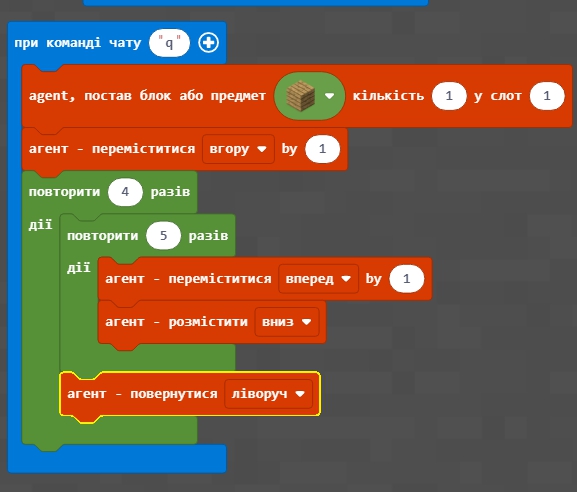 при команді чату "q"
agent, постав блок або предмет кількість 1 у слот 1
агент - переміститися вгору by 1
повторити 4 разів
дії
повторити 5 разів
дії
агент - переміститися вперед by 1
агент - розмістити вниз
агент - повернутися ліворуч